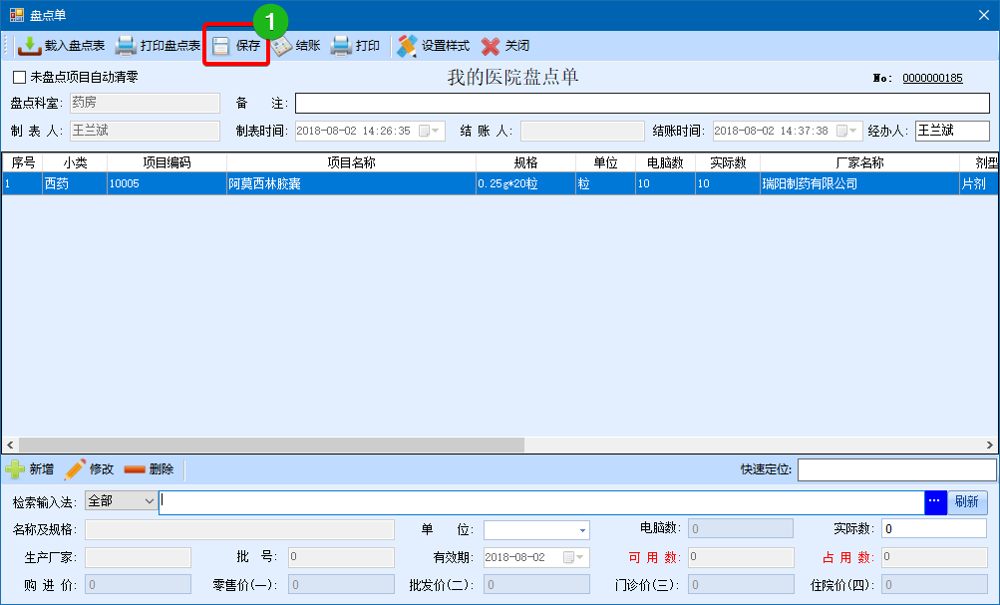 盘点单
1
载入盘点表 打印盘点表 保存 结账 打印 设置样式 关闭
未盘点项目自动清零 我的医院盘点单 No: 0000000185
盘点科室: 药房 备 注:
制 表 人: 王兰斌 制表时间: 2018-08-02 14:26:35 结 账 人: 结账时间: 2018-08-02 14:37:38 经办人: 王兰斌
序号 小类 项目编码 项目名称 规格 单位 电脑数 实际数 厂家名称 剂型
1 西药 10005 阿莫西林胶囊 0.25g*20粒 粒 10 10 瑞阳制药有限公司 片剂
新增 修改 删除 快速定位:
检索输入法: 全部 ... 刷新
名称及规格: 单 位: 电脑数: 0 实际数: 0
生产厂家: 批 号: 0 有效期: 2018-08-02 可 用 数: 0 占 用 数: 0
购 进 价: 0 零售价(一): 0 批发价(二): 0 门诊价(三): 0 住院价(四): 0